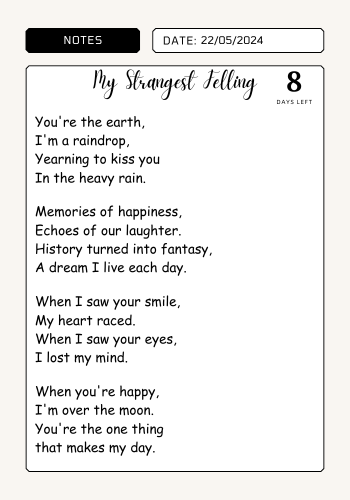 NOTES
DATE: 22/05/2024
My Strangest Felling
8
DAYS LEFT
You're the earth,
I'm a raindrop,
Yearning to kiss you
In the heavy rain.
Memories of happiness,
Echoes of our laughter.
History turned into fantasy,
A dream I live each day.
When I saw your smile,
My heart raced.
When I saw your eyes,
I lost my mind.
When you're happy,
I'm over the moon.
You're the one thing
that makes my day.